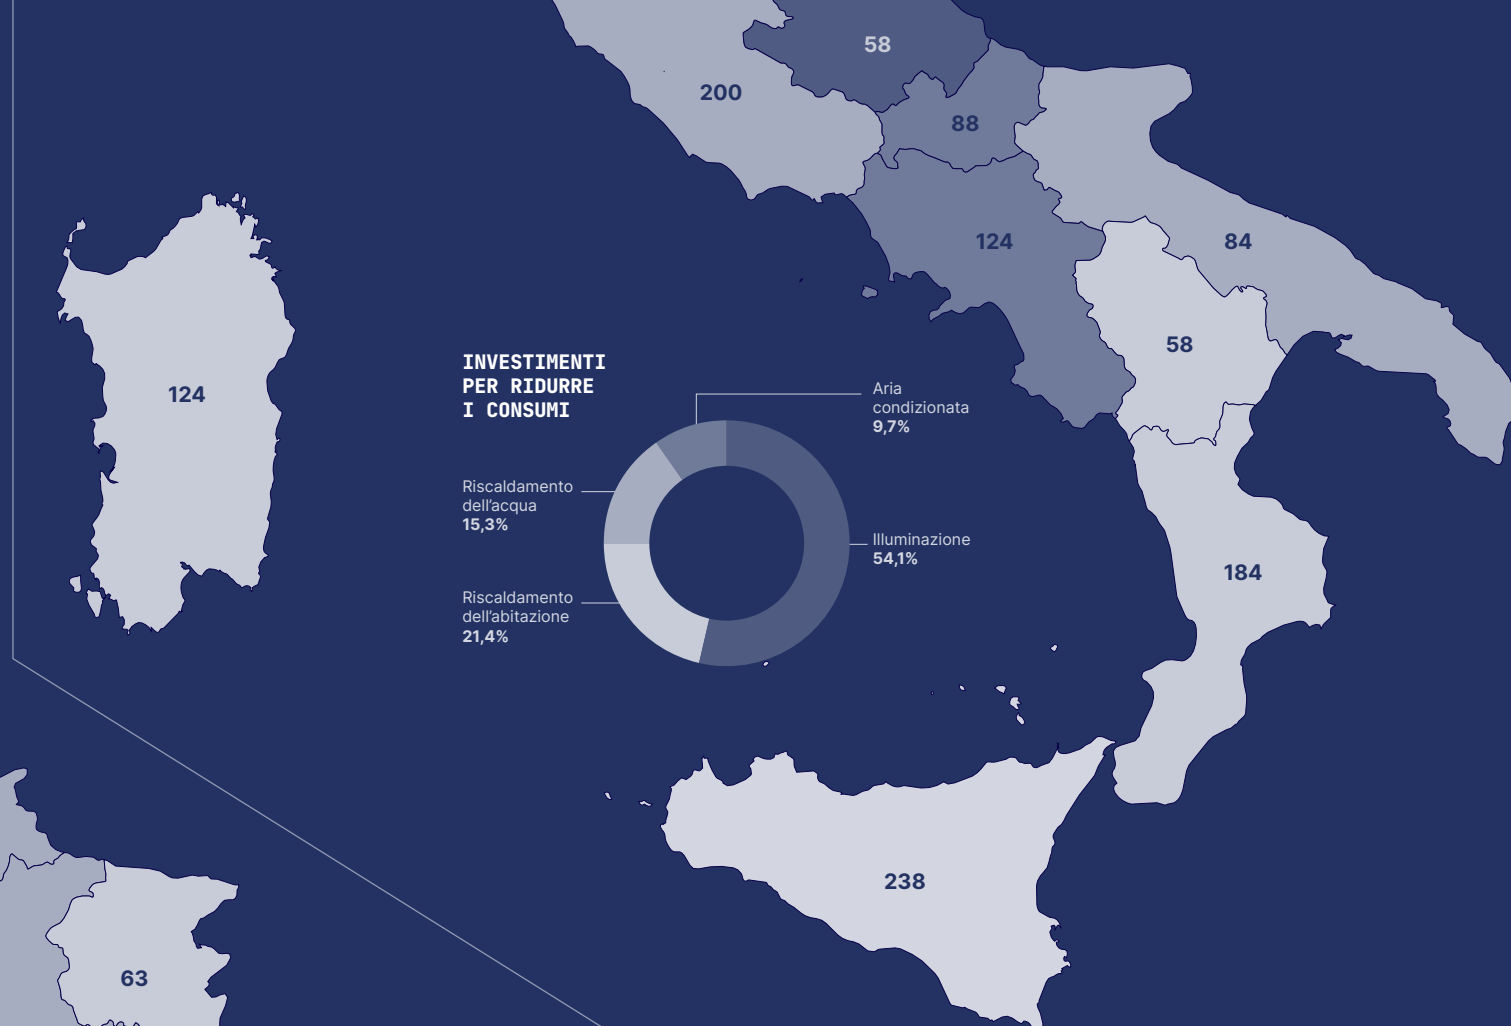 58
200
88
124
84
58
124
INVESTIMENTI
PER RIDURRE
I CONSUMI
Aria
condizionata
9,7%
Riscaldamento
dell'acqua
15,3%
Illuminazione
54,1%
Riscaldamento
dell'abitazione
21,4%
184
238
63